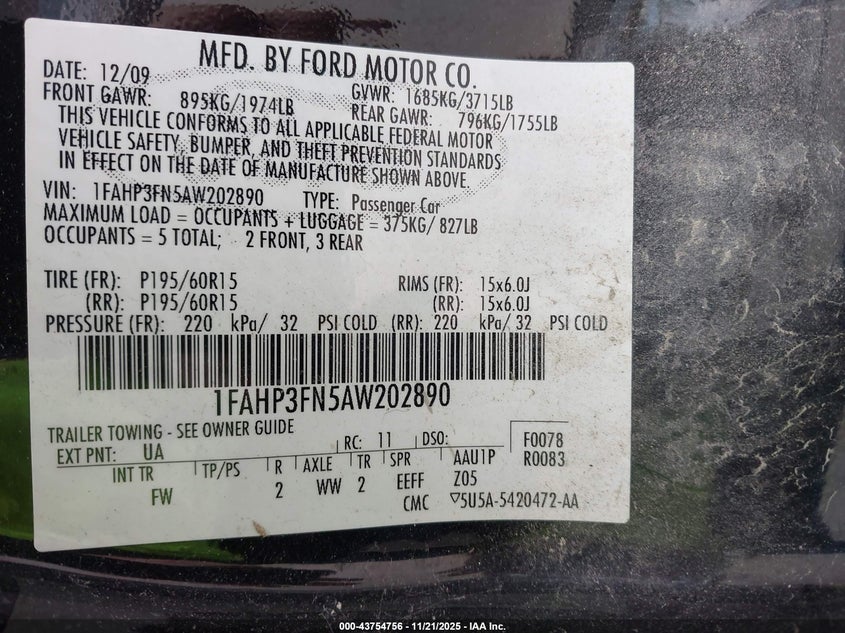 MFD. BY FORD MOTOR CO.
DATE: 12/09 GVWR: 1685KG/3715LB
FRONT GAWR: 895KG/1974LB REAR GAWR: 796KG/1755LB
THIS VEHICLE CONFORMS TO ALL APPLICABLE FEDERAL MOTOR
VEHICLE SAFETY, BUMPER, AND THEFT PREVENTION STANDARDS
IN EFFECT ON THE DATE OF MANUFACTURE SHOWN ABOVE.
VIN: 1FAHP3FN5AW202890 TYPE: Passenger Car
MAXIMUM LOAD = OCCUPANTS + LUGGAGE = 375KG/ 827LB
OCCUPANTS = 5 TOTAL; 2 FRONT, 3 REAR
TIRE (FR): P195/60R15 RIMS (FR): 15x6.0J
(RR): P195/60R15 (RR): 15x6.0J
PRESSURE (FR): 220 kPa/ 32 PSI COLD (RR): 220 kPa/ 32 PSI COLD
1FAHP3FN5AW202890
TRAILER TOWING - SEE OWNER GUIDE
EXT PNT: UA RC: 11 DSO: F0078
INT TR TP/PS R AXLE TR SPR AAU1P R0083
FW 2 WW 2 EEFF Z05
CMC ▽5U5A-5420472-AA
000-43754756 - 11/21/2025 - IAA Inc.